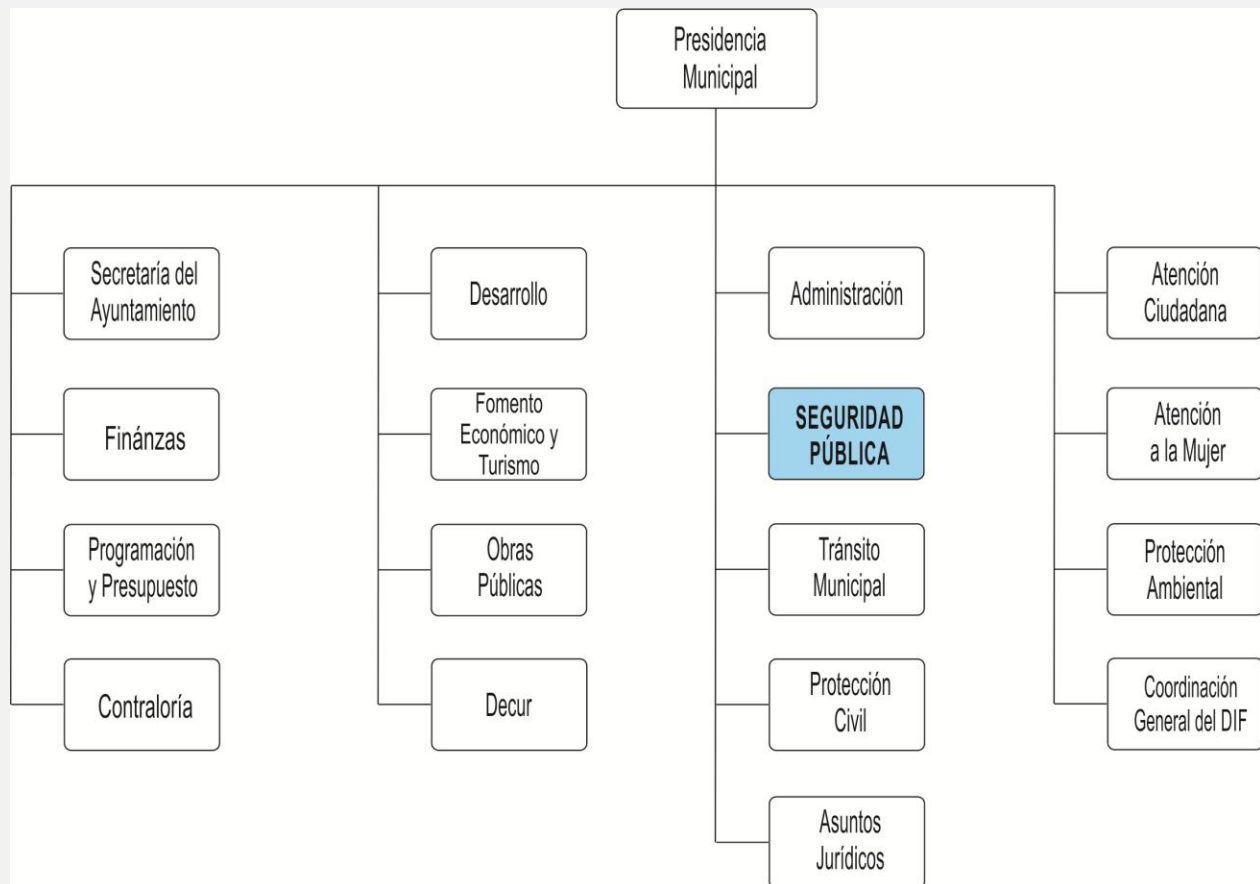 Presidencia
Municipal
Secretaría del
Ayuntamiento
Desarrollo
Administración
Atención
Ciudadana
Finánzas
Fomento
Económico y
Turismo
SEGURIDAD
PÚBLICA
Atención
a la Mujer
Programación
y Presupuesto
Obras
Públicas
Tránsito
Municipal
Protección
Ambiental
Contraloría
Decur
Protección
Civil
Coordinación
General del DIF
Asuntos
Jurídicos